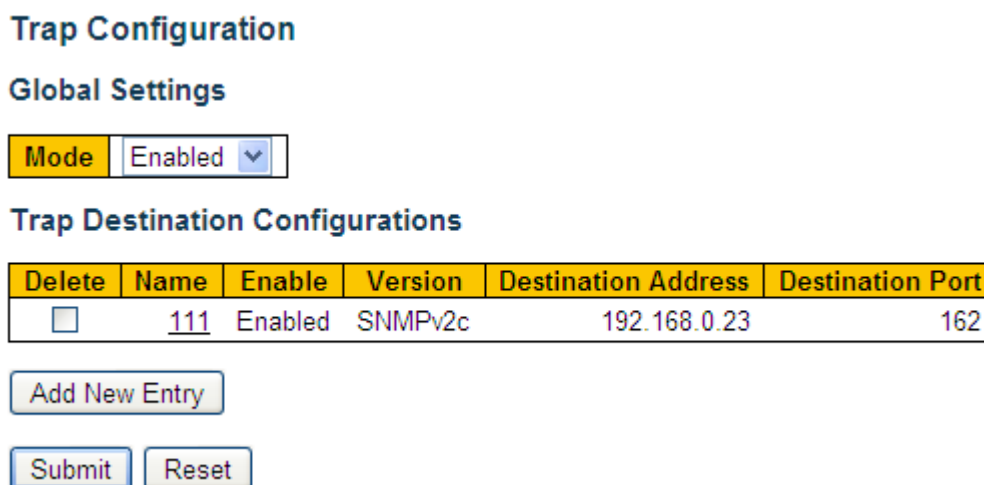 Trap Configuration
Global Settings
Mode Enabled
Trap Destination Configurations
Delete Name Enable Version Destination Address Destination Port
111 Enabled SNMPv2c 192.168.0.23 162
Add New Entry
Submit Reset